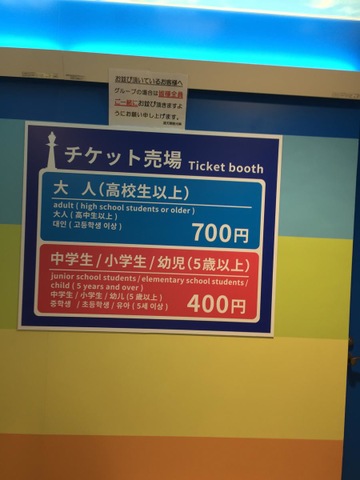 お並び頂いているお客様へ
グループの場合は皆様全員
ご一緒にお並び頂きますよ
うにお願い申し上げます。
チケット売場 Ticket booth
大 人(高校生以上)
adult ( high school students or older )
大人 ( 高中生以上 )
대인 ( 고등학생 이상 )
700円
中学生/小学生/幼児(5歳以上)
junior school students / elementary school students /
child ( 5 years and over )
中学生 / 小学生 / 幼儿 ( 5 岁以上 )
중학생 / 초등학생 / 유아 ( 5세 이상 )
400円